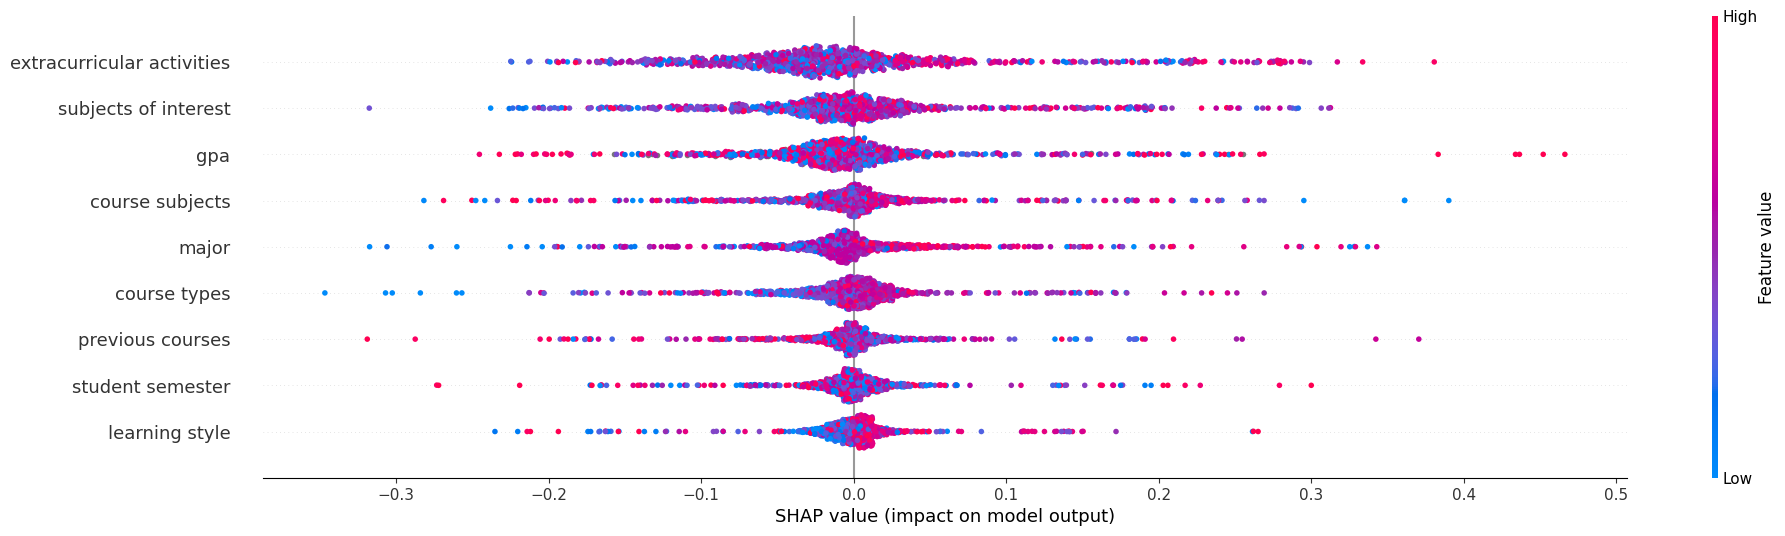 High
extracurricular activities
subjects of interest
gpa
course subjects
major
course types
previous courses
student semester
learning style
Feature value
Low
−0.3 −0.2 −0.1 0.0 0.1 0.2 0.3 0.4 0.5
SHAP value (impact on model output)